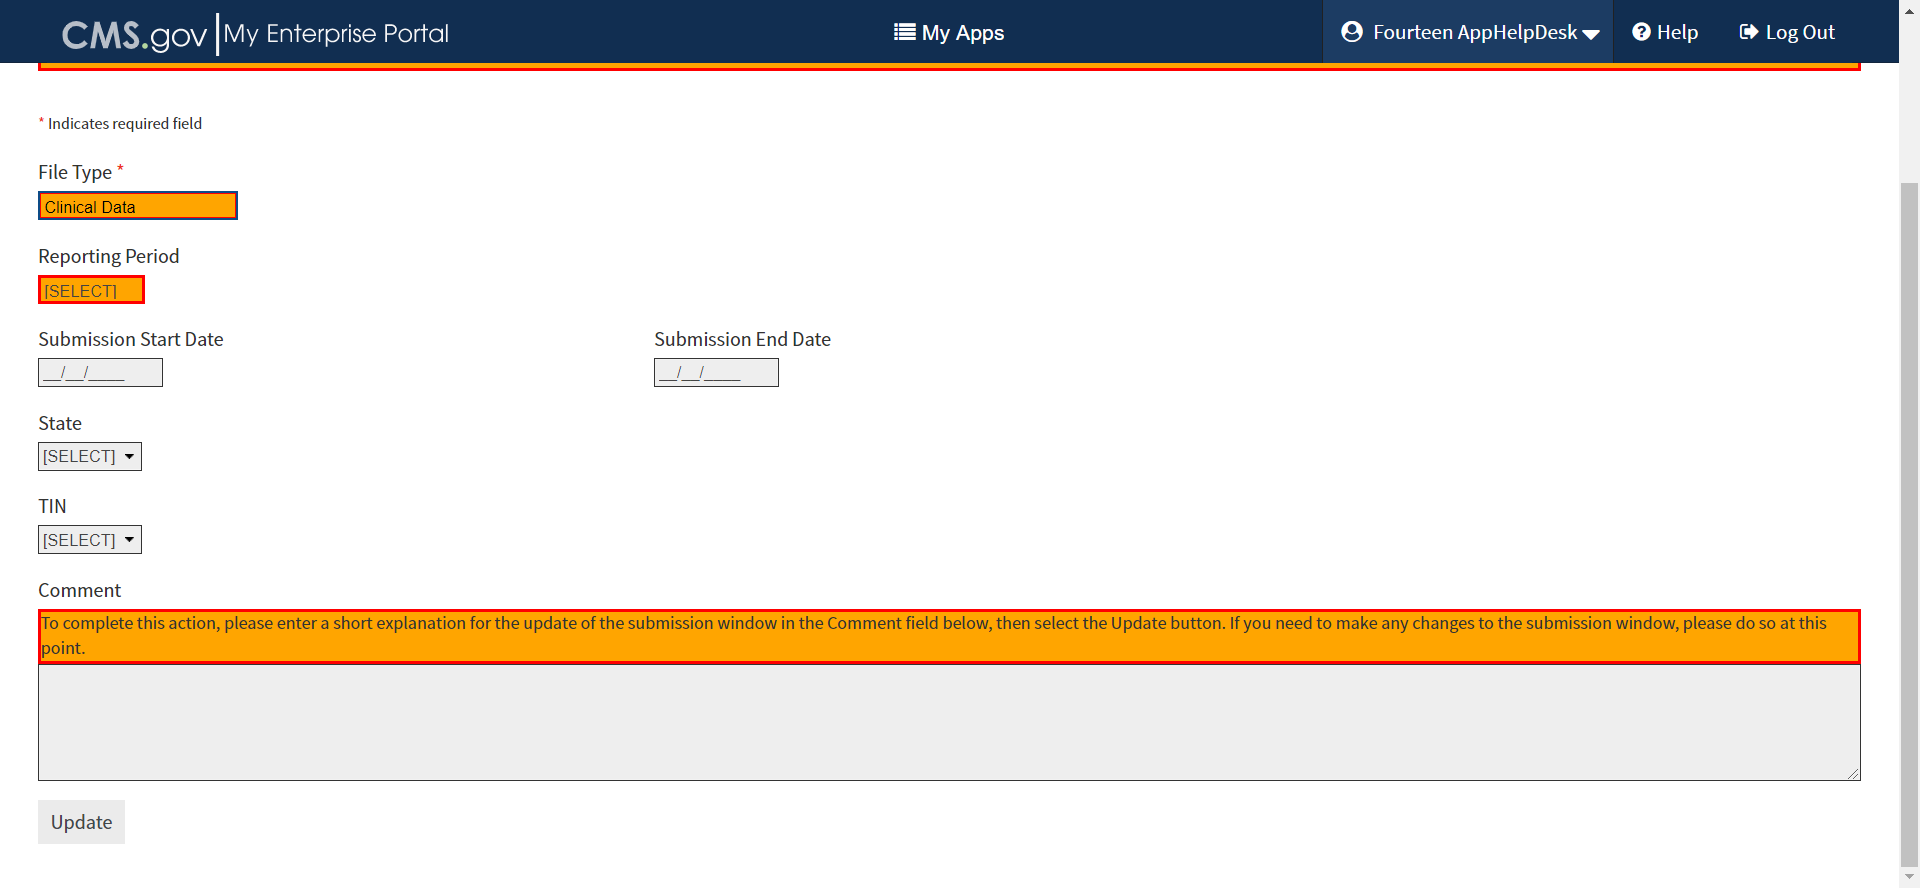 CMS.gov My Enterprise Portal My Apps Fourteen AppHelpDesk Help Log Out
* Indicates required field
File Type *
Clinical Data
Reporting Period
[SELECT]
Submission Start Date Submission End Date
__/__/____ __/__/____
State
[SELECT]
TIN
[SELECT]
Comment
To complete this action, please enter a short explanation for the update of the submission window in the Comment field below, then select the Update button. If you need to make any changes to the submission window, please do so at this
point.
Update